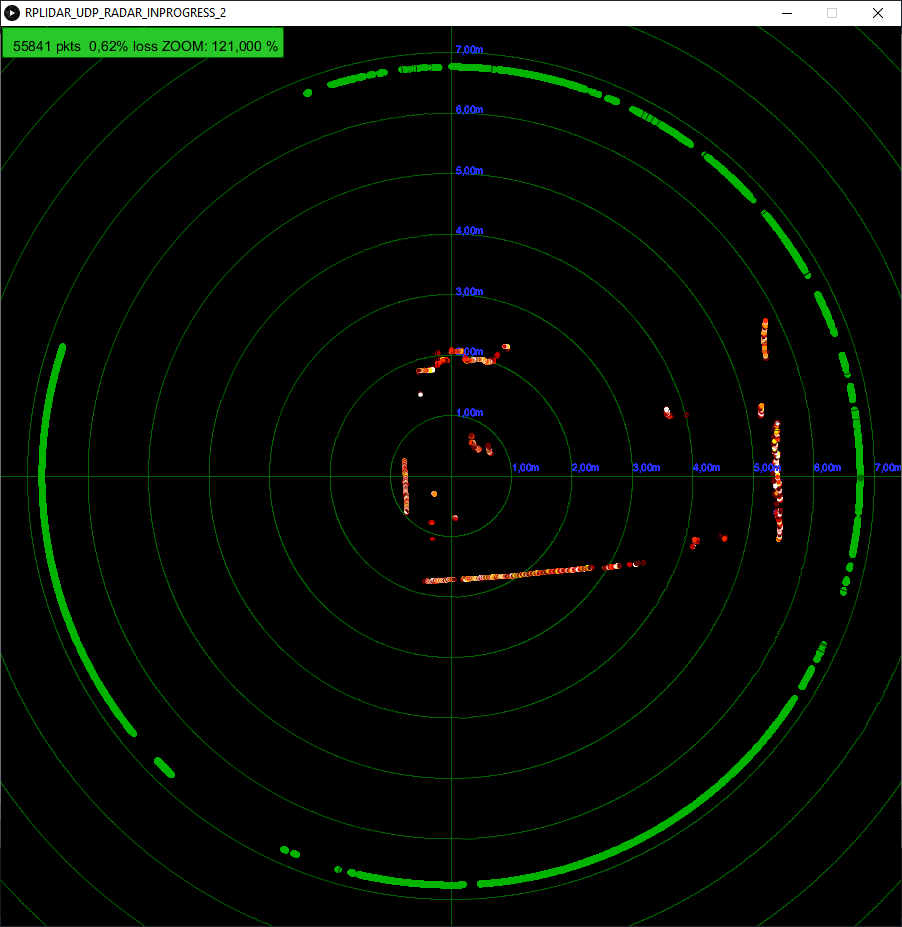 RPLIDAR_UDP_RADAR_INPROGRESS_2
55841 pkts 0,62% loss ZOOM: 121,000 %
7,00m
6,00m
5,00m
4,00m
3,00m
2,00m
1,00m
1,00m 2,00m 3,00m 4,00m 5,00m 6,00m 7,00m